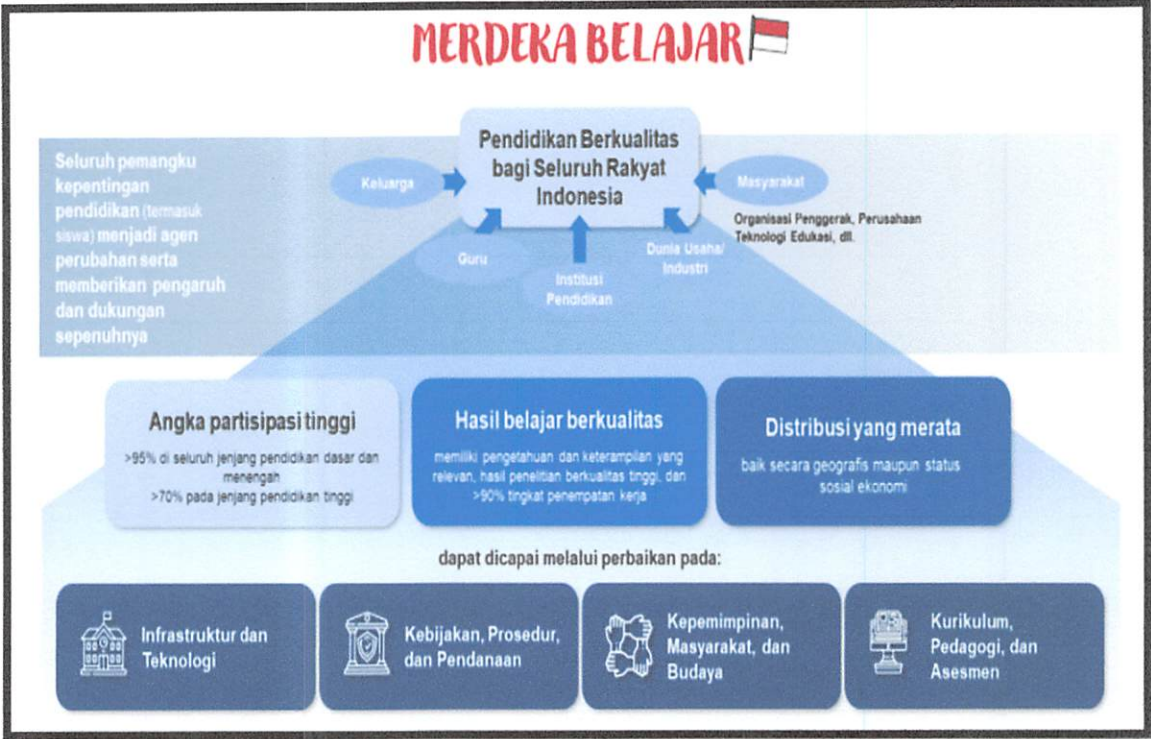 MERDEKA BELAJAR
Pendidikan Berkualitas
bagi Seluruh Rakyat
Indonesia
Seluruh pemangku
kepentingan
pendidikan (termasuk
siswa) menjadi agen
perubahan serta
memberikan pengaruh
dan dukungan
sepenuhnya
Keluarga
Guru
Institusi
Pendidikan
Dunia Usaha/
Industri
Masyarakat
Organisasi Penggerak, Perusahaan
Teknologi Edukasi, dll.
Angka partisipasi tinggi
>95% di seluruh jenjang pendidikan dasar dan
menengah
>70% pada jenjang pendidikan tinggi
Hasil belajar berkualitas
memiliki pengetahuan dan keterampilan yang
relevan, hasil penelitian berkualitas tinggi, dan
>90% tingkat penempatan kerja
Distribusi yang merata
baik secara geografis maupun status
sosial ekonomi
dapat dicapai melalui perbaikan pada:
Infrastruktur dan
Teknologi
Kebijakan, Prosedur,
dan Pendanaan
Kepemimpinan,
Masyarakat, dan
Budaya
Kurikulum,
Pedagogi, dan
Asesmen